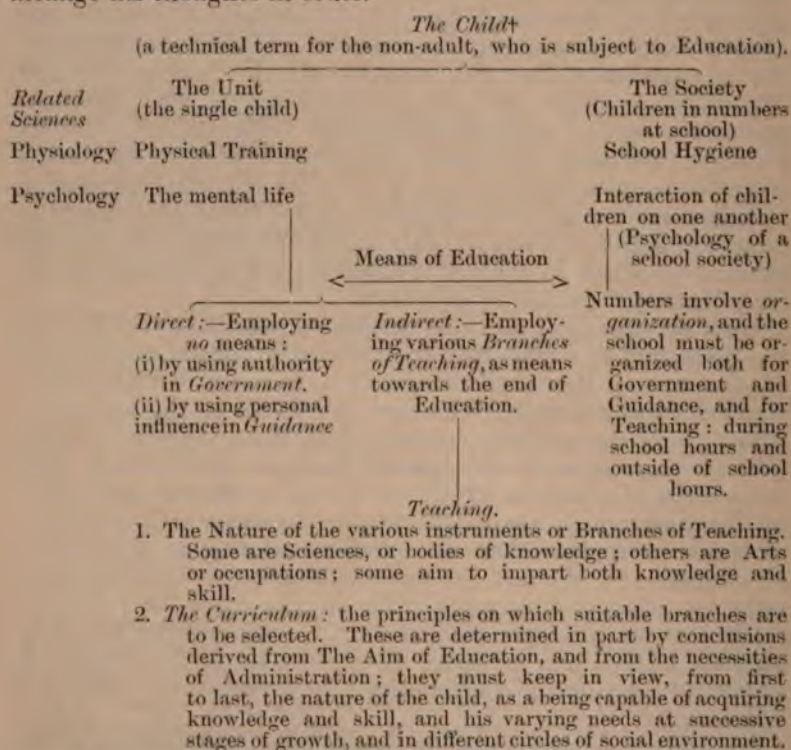 The Child†
(a technical term for the non-adult, who is subject to Education).
Related
Sciences
The Unit
(the single child)
The Society
(Children in numbers
at school)
Physiology Physical Training
School Hygiene
Psychology The mental life
Interaction of chil-
dren on one another
(Psychology of a
school society)
Means of Education
Direct:—Employing
no means:
(i) by using authority
in Government.
(ii) by using personal
influence in Guidance
Indirect:—Employ-
ing various Branches
of Teaching, as means
towards the end of
Education.
Numbers involve or-
ganization, and the
school must be or-
ganized both for
Government and
Guidance, and for
Teaching: during
school hours and
outside of school
hours.
Teaching.
1. The Nature of the various instruments or Branches of Teaching.
Some are Sciences, or bodies of knowledge; others are Arts
or occupations; some aim to impart both knowledge and
skill.
2. The Curriculum: the principles on which suitable branches are
to be selected. These are determined in part by conclusions
derived from The Aim of Education, and from the necessities
of Administration; they must keep in view, from first
to last, the nature of the child, as a being capable of acquiring
knowledge and skill, and his varying needs at successive
stages of growth, and in different circles of social environment.